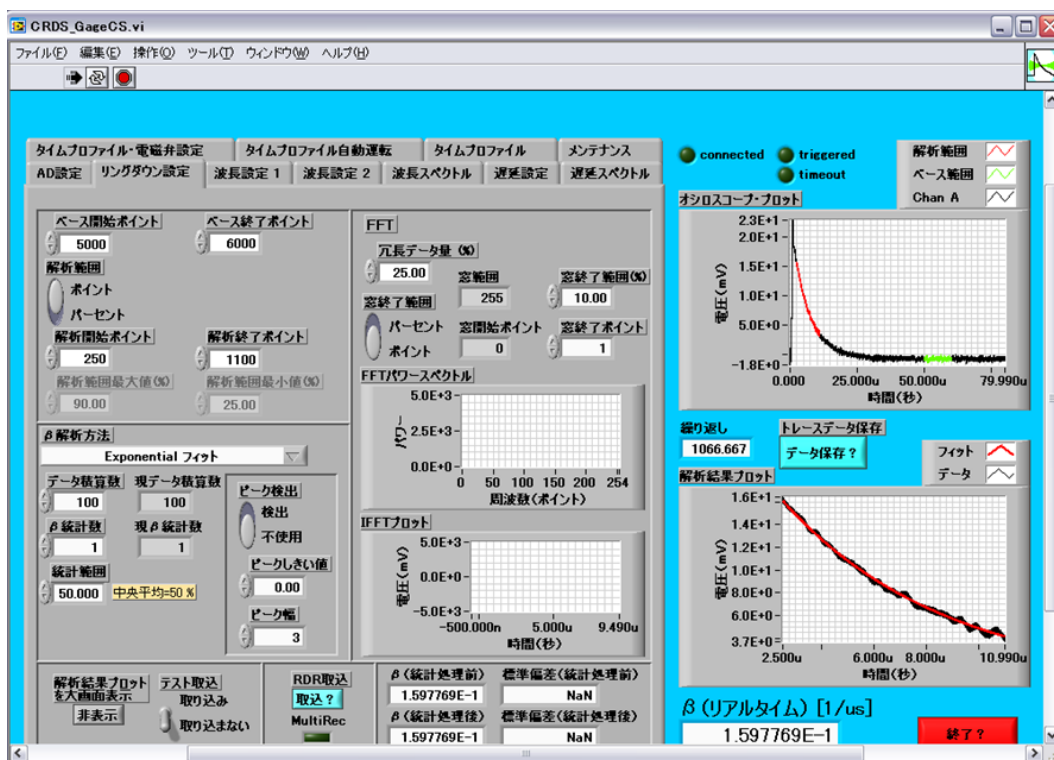 CRDS_GageCS.vi
ファイル(F) 編集(E) 操作(O) ツール(T) ウィンドウ(W) ヘルプ(H)
タイムプロファイル・電磁弁設定 タイムプロファイル自動運転 タイムプロファイル メンテナンス
AD設定 リングダウン設定 波長設定 1 波長設定 2 波長スペクトル 遅延設定 遅延スペクトル
ベース開始ポイント ベース終了ポイント
5000 6000
解析範囲
ポイント
パーセント
解析開始ポイント 解析終了ポイント
250 1100
解析範囲最大値(%) 解析範囲最小値(%)
90.00 25.00
β解析方法
Exponential フィット
データ積算数 現データ積算数
100 100
β統計数 現β統計数
1 1
統計範囲
50.000 中央平均=50 %
ピーク検出
検出
不使用
ピークしきい値
0.00
ピーク幅
3
FFT
冗長データ量 (%)
25.00
窓範囲 窓終了範囲(%)
255 10.00
窓終了範囲
パーセント
ポイント
窓開始ポイント 窓終了ポイント
0 1
FFTパワースペクトル
5.0E+3
2.5E+3
0.0E+0
パワー
0 50 100 150 200 254
周波数(ポイント)
IFFTプロット
5.0E+3
0.0E+0
-5.0E+3
電圧(mV)
-500.000n 5.000u 9.490u
時間(秒)
解析結果プロット
を大画面表示
非表示
テスト取込
取り込み
取り込まない
RDR取込
取込？
MultiRec
β(統計処理前) 標準偏差(統計処理前)
1.597769E-1 NaN
β(統計処理後) 標準偏差(統計処理後)
1.597769E-1 NaN
connected triggered
timeout
解析範囲
ベース範囲
Chan A
オシロスコープ・プロット
2.3E+1
2.0E+1
1.5E+1
1.0E+1
5.0E+0
-1.8E+0
電圧(mV)
0.000 25.000u 50.000u 79.990u
時間(秒)
繰り返し
1066.667
トレースデータ保存
データ保存？
フィット
データ
解析結果プロット
1.6E+1
1.4E+1
1.2E+1
1.0E+1
8.0E+0
6.0E+0
3.7E+0
電圧(mV)
2.500u 6.000u 8.000u 10.990u
時間(秒)
β(リアルタイム) [1/us]
1.597769E-1
終了？